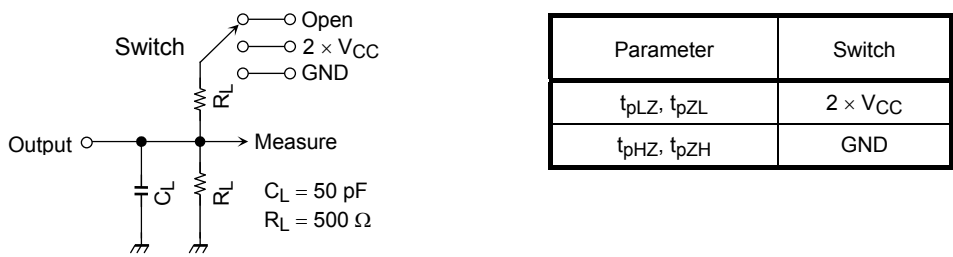 Open
Switch
2 × VCC
GND
RL
Output
Measure
CL
RL
CL = 50 pF
RL = 500 Ω
Parameter Switch
tpLZ, tpZL 2 × VCC
tpHZ, tpZH GND